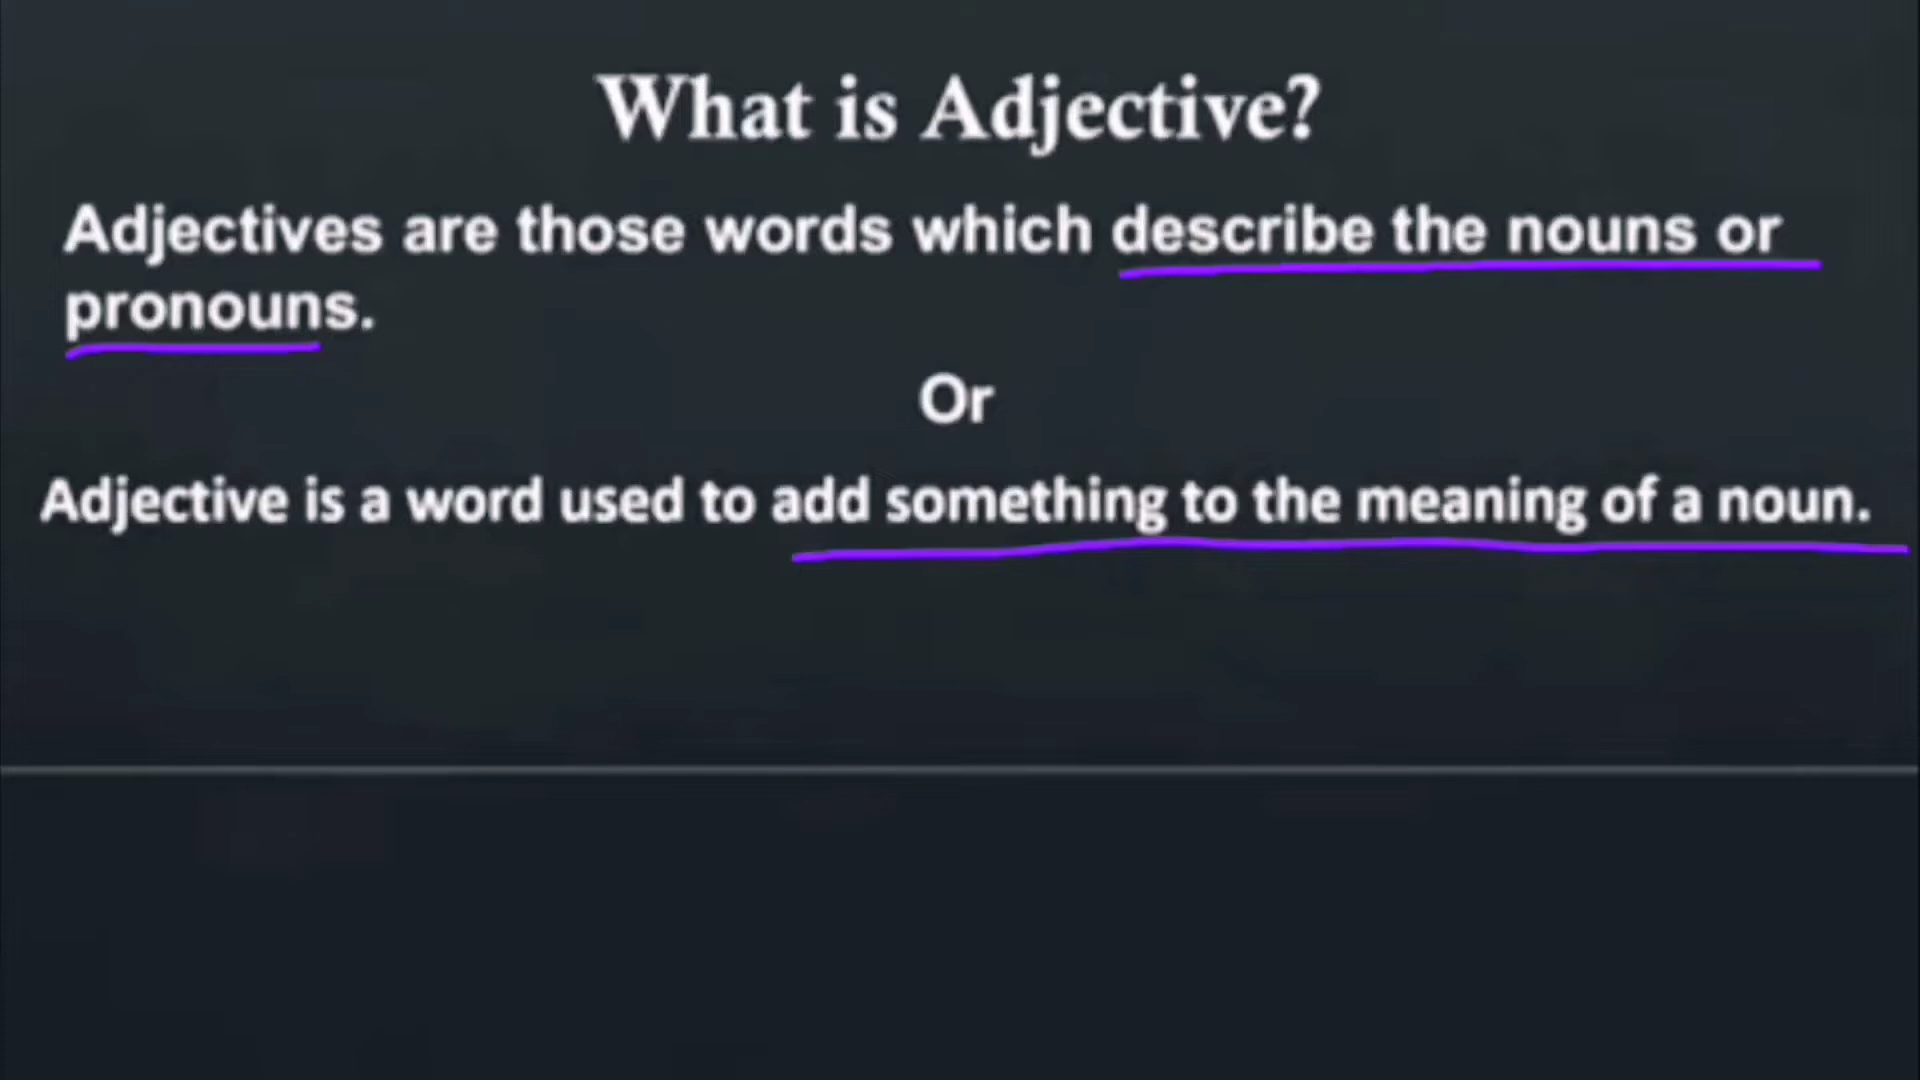 What is Adjective?
Adjectives are those words which describe the nouns or
pronouns.
Or
Adjective is a word used to add something to the meaning of a noun.